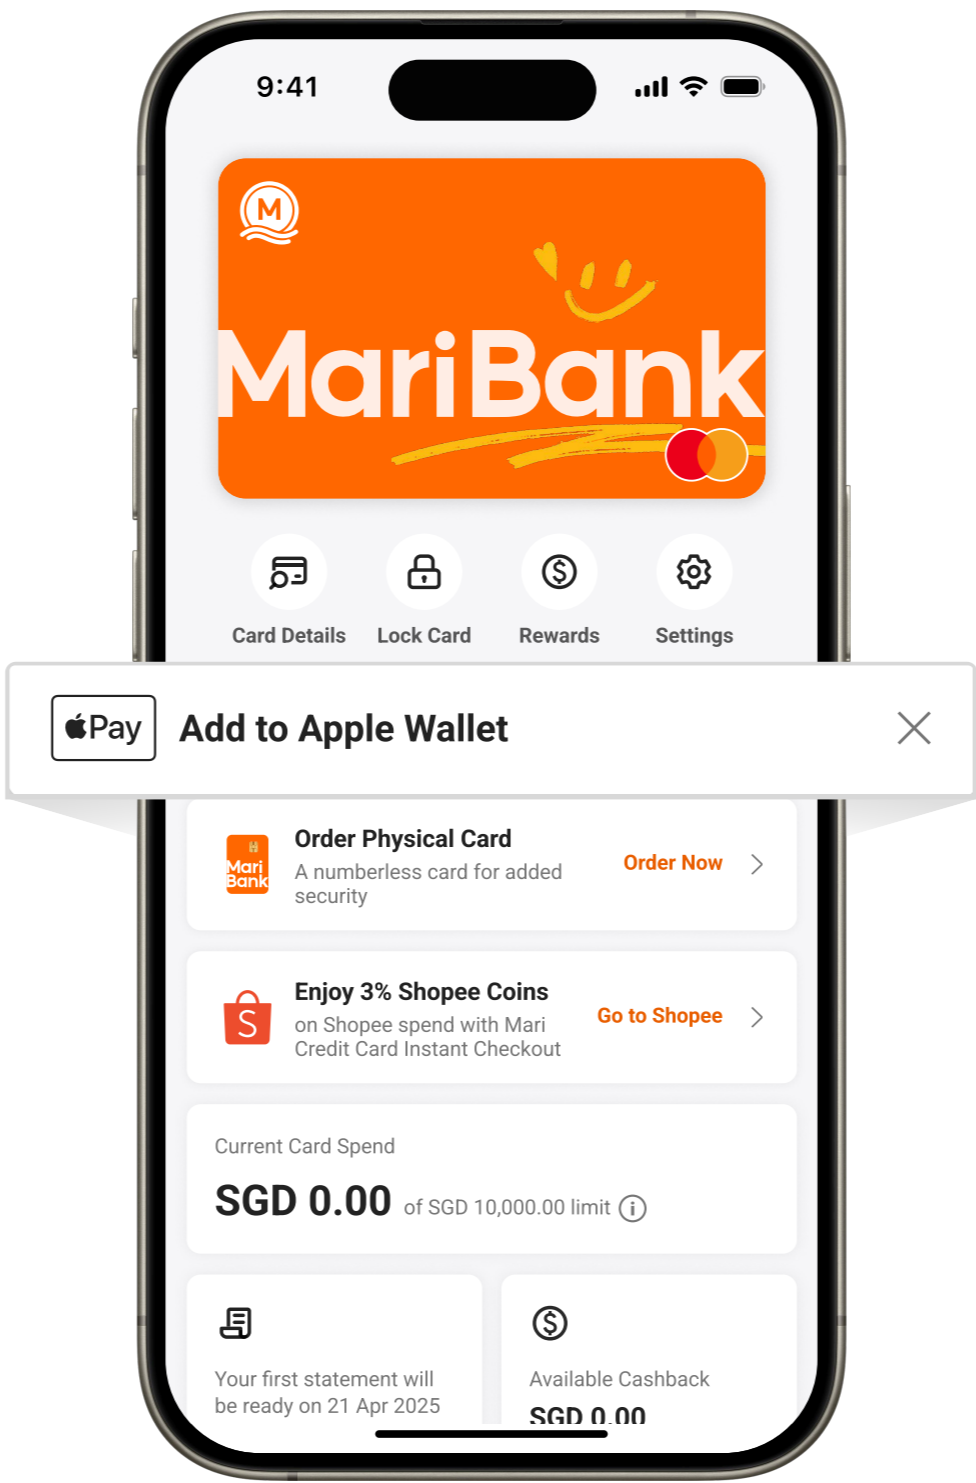 9:41
M
MariBank
Card Details
Lock Card
Rewards
Settings
Pay
Add to Apple Wallet
Order Physical Card
A numberless card for added
security
Order Now
Mari
Bank
Enjoy 3% Shopee Coins
on Shopee spend with Mari
Credit Card Instant Checkout
Go to Shopee
S
Current Card Spend
SGD 0.00 of SGD 10,000.00 limit
Your first statement will
be ready on 21 Apr 2025
Available Cashback
SGD 0.00